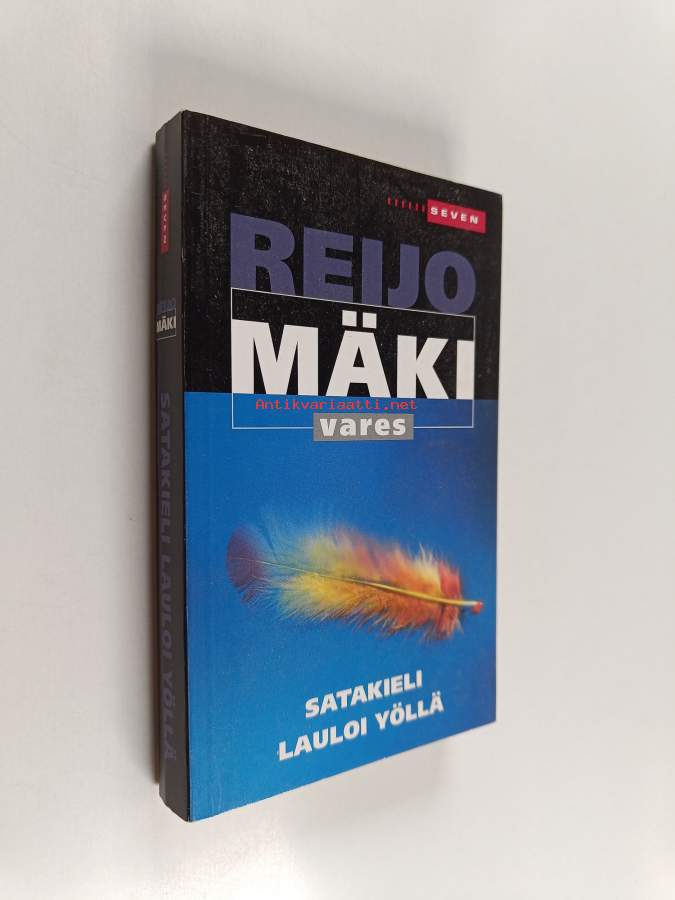 SEVEN
REIJO
MÄKI
Antikvariaatti.net
vares
SATAKIELI
LAULOI YÖLLÄ
SEVEN
REIJO
MÄKI
SATAKIELI LAULOI YÖLLÄ